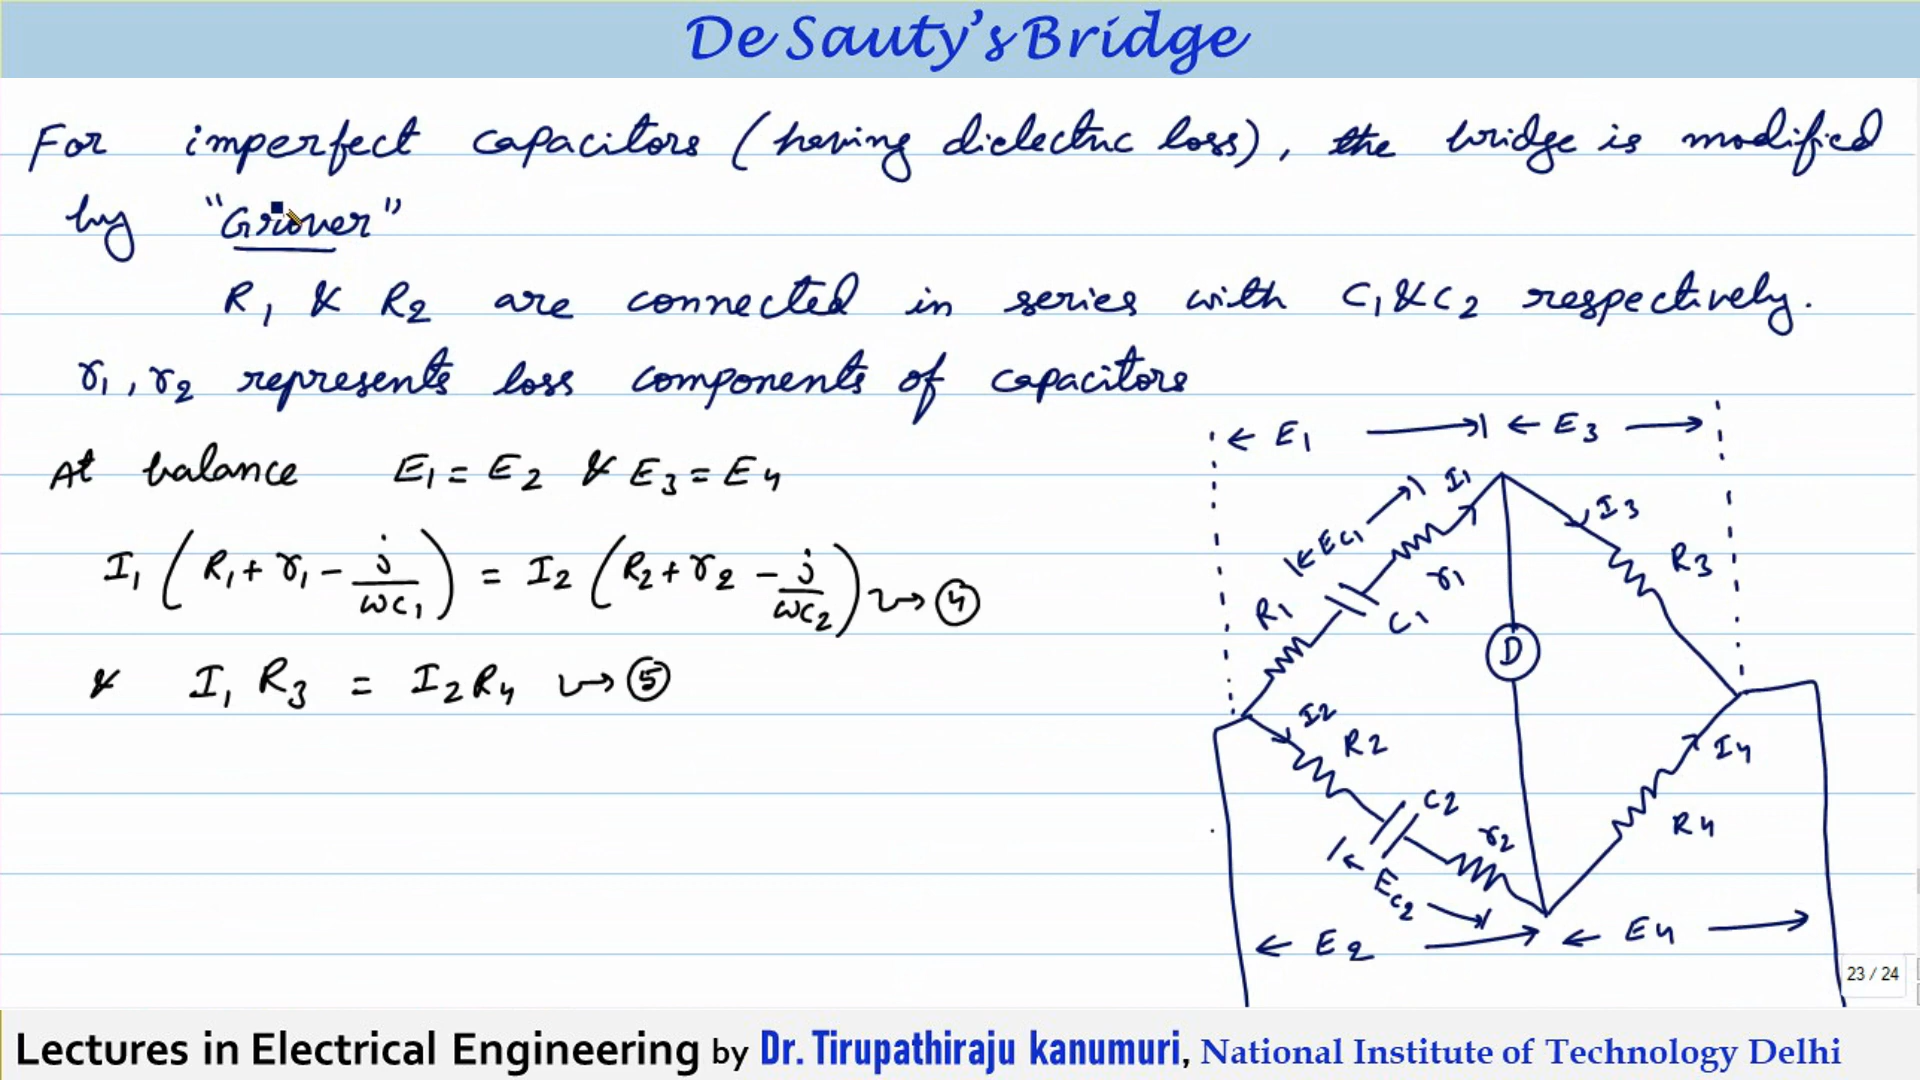 De Sauty's Bridge
For imperfect capacitors (having dielectric loss), the bridge is modified
by "Grover"
R1 & R2 are connected in series with C1 & C2 respectively.
r1, r2 represents loss components of capacitors
At balance E1 = E2 & E3 = E4
I1 (R1 + r1 - j/ωC1) = I2 (R2 + r2 - j/ωC2) → ④
& I1 R3 = I2 R4 → ⑤
← E1 → ← E3 →
I1
I3
EC1
R3
r1
R1
C1
D
I2
R2
I4
C2
r2
R4
EC2
← E2 → ← E4 →
23 / 24
Lectures in Electrical Engineering by Dr. Tirupathiraju kanumuri, National Institute of Technology Delhi